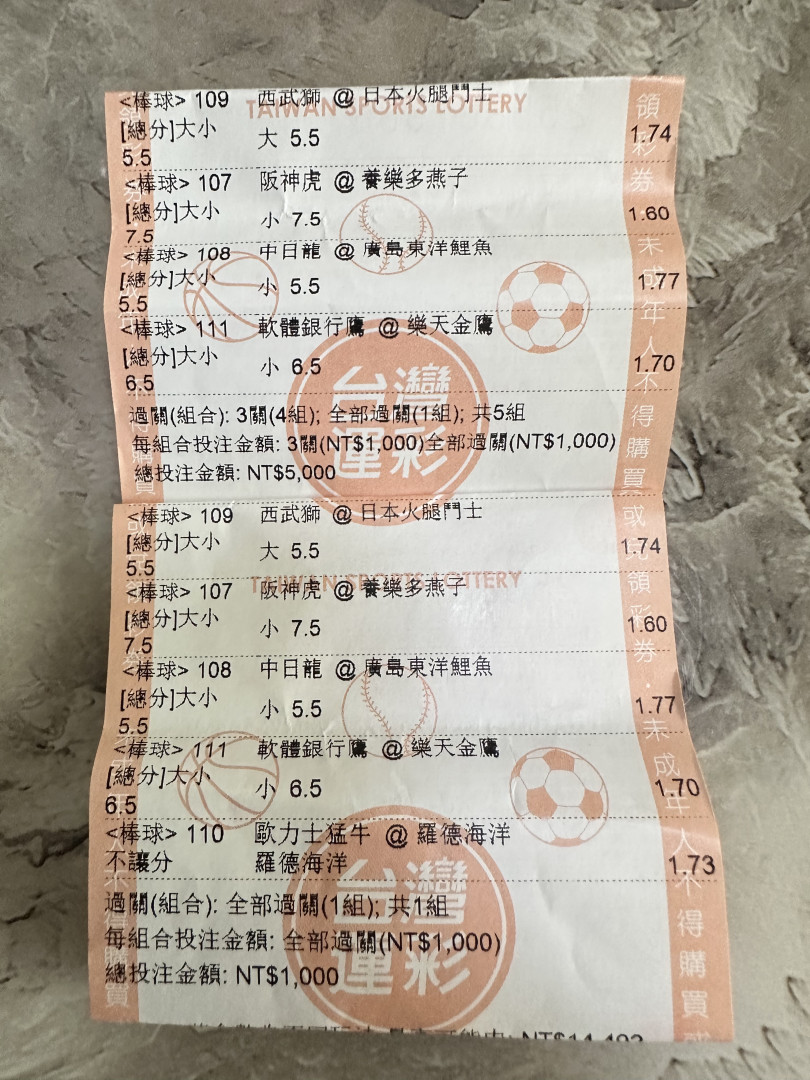 <棒球> 109 西武獅 @ 日本火腿鬥士
TAIWAN SPORTS LOTTERY
[總分]大小 大 5.5 1.74
5.5
<棒球> 107 阪神虎 @ 養樂多燕子
[總分]大小 小 7.5 1.60
7.5
<棒球> 108 中日龍 @ 廣島東洋鯉魚
[總分]大小 小 5.5 1.77
5.5
<棒球> 111 軟體銀行鷹 @ 樂天金鷹
[總分]大小 小 6.5 1.70
6.5
台灣運彩
過關(組合): 3關(4組); 全部過關(1組); 共5組
每組合投注金額: 3關(NT$1,000)全部過關(NT$1,000)
總投注金額: NT$5,000
<棒球> 109 西武獅 @ 日本火腿鬥士
[總分]大小 大 5.5 1.74
5.5
TAIWAN SPORTS LOTTERY
<棒球> 107 阪神虎 @ 養樂多燕子
[總分]大小 小 7.5 1.60
7.5
<棒球> 108 中日龍 @ 廣島東洋鯉魚
[總分]大小 小 5.5 1.77
5.5
<棒球> 111 軟體銀行鷹 @ 樂天金鷹
[總分]大小 小 6.5 1.70
6.5
<棒球> 110 歐力士猛牛 @ 羅德海洋
不讓分 羅德海洋 1.73
台灣運彩
過關(組合): 全部過關(1組); 共1組
每組合投注金額: 全部過關(NT$1,000)
總投注金額: NT$1,000
領彩券．未成年人不得購買或
領彩券．未成年人不得購買或